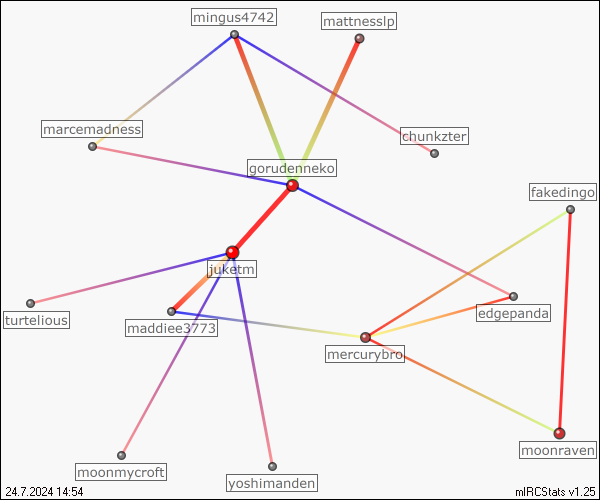 mingus4742
mattnesslp
marcemadness
chunkzter
gorudenneko
fakedingo
juketm
turtelious
edgepanda
maddiee3773
mercurybro
moonraven
moonmycroft
yoshimanden
24.7.2024 14:54
mIRCStats v1.25